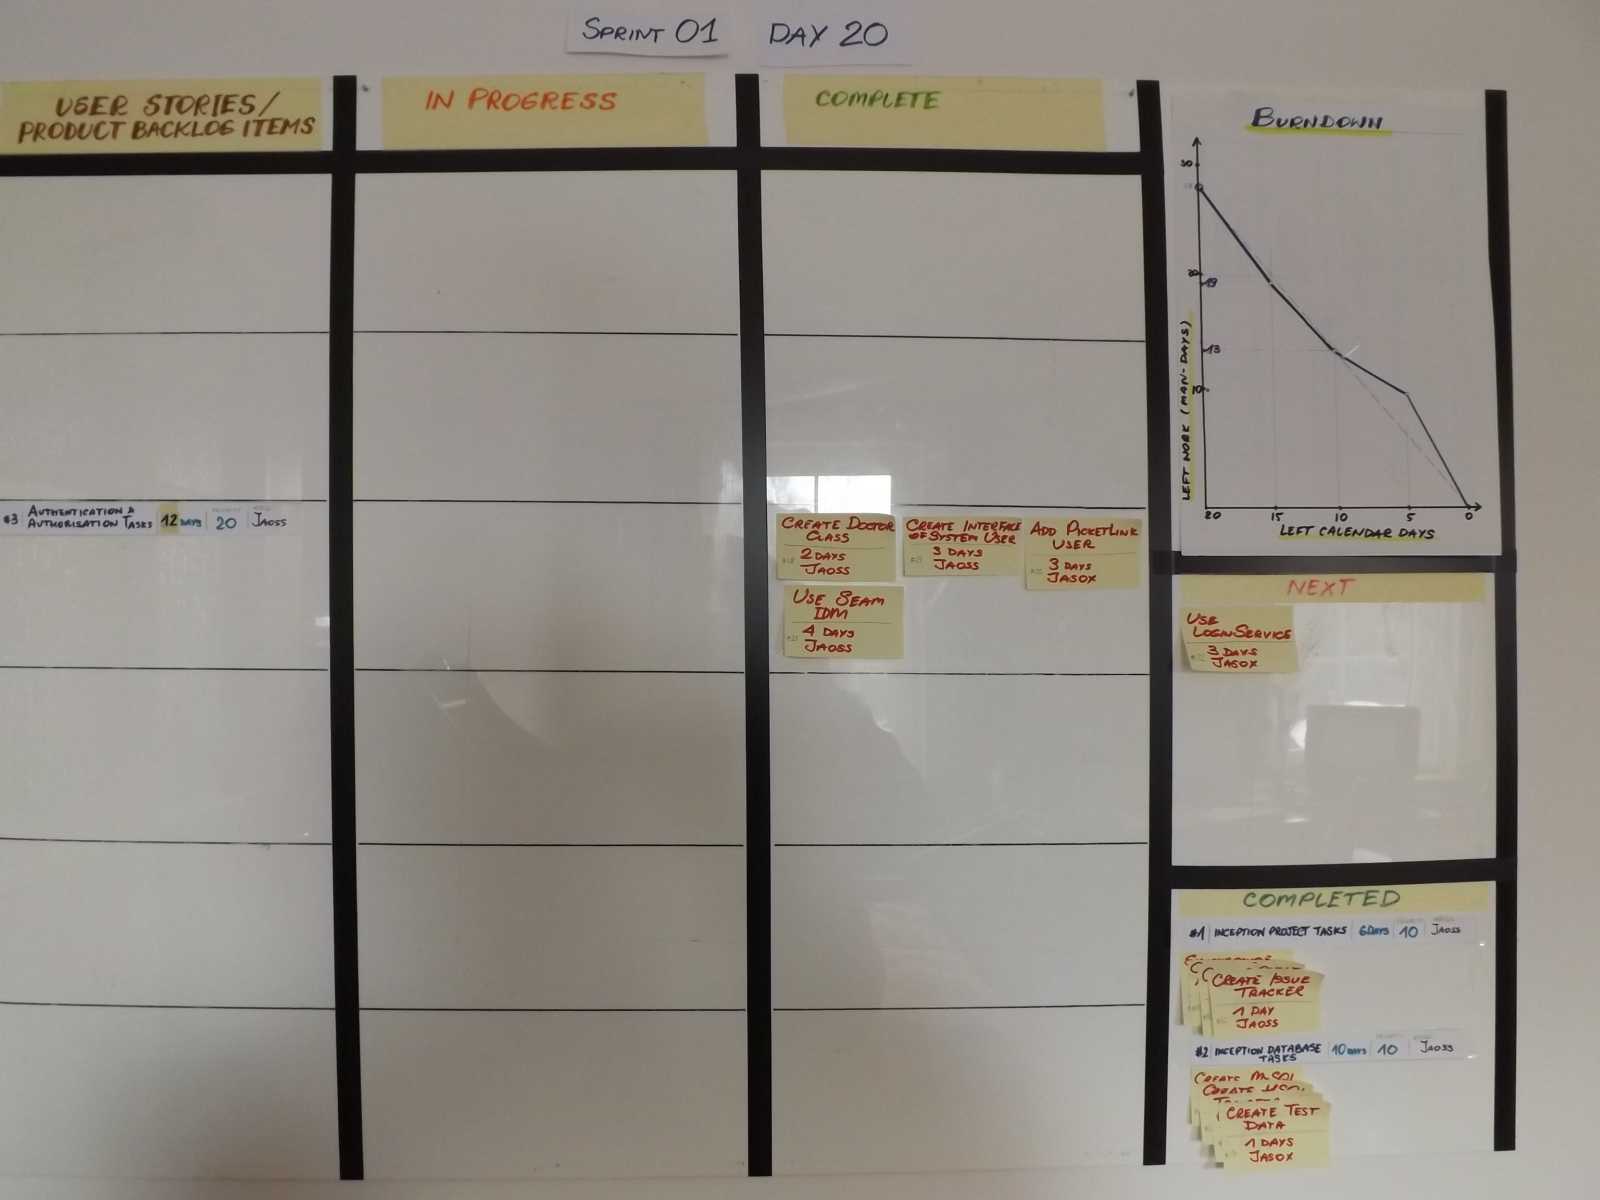 SPRINT 01
DAY 20
USER STORIES/
PRODUCT BACKLOG ITEMS
IN PROGRESS
COMPLETE
#3 AUTHENTICATION &
AUTHORISATION TASKS 12 DAYS 20 JAOSS
CREATE DOCTOR
CLASS
2 DAYS
JAOSS
CREATE INTERFACE
OF SYSTEM USER
3 DAYS
JAOSS
ADD PICKETLINK
USER
3 DAYS
JASOX
USE SEAM
IDM
4 DAYS
JAOSS
BURNDOWN
LEFT WORK (MAN-DAYS)
30
20
19
13
10
20 15 10 5 0
LEFT CALENDAR DAYS
NEXT
USE
LOGINSERVICE
3 DAYS
JASOX
COMPLETED
#1 INCEPTION PROJECT TASKS 6 DAYS 10 JAOSS
CREATE ISSUE
TRACKER
1 DAY
JAOSS
#2 INCEPTION DATABASE
TASKS 10 DAYS 10 JAOSS
CREATE
CREATE
CREATE TEST
DATA
1 DAYS
JASOX